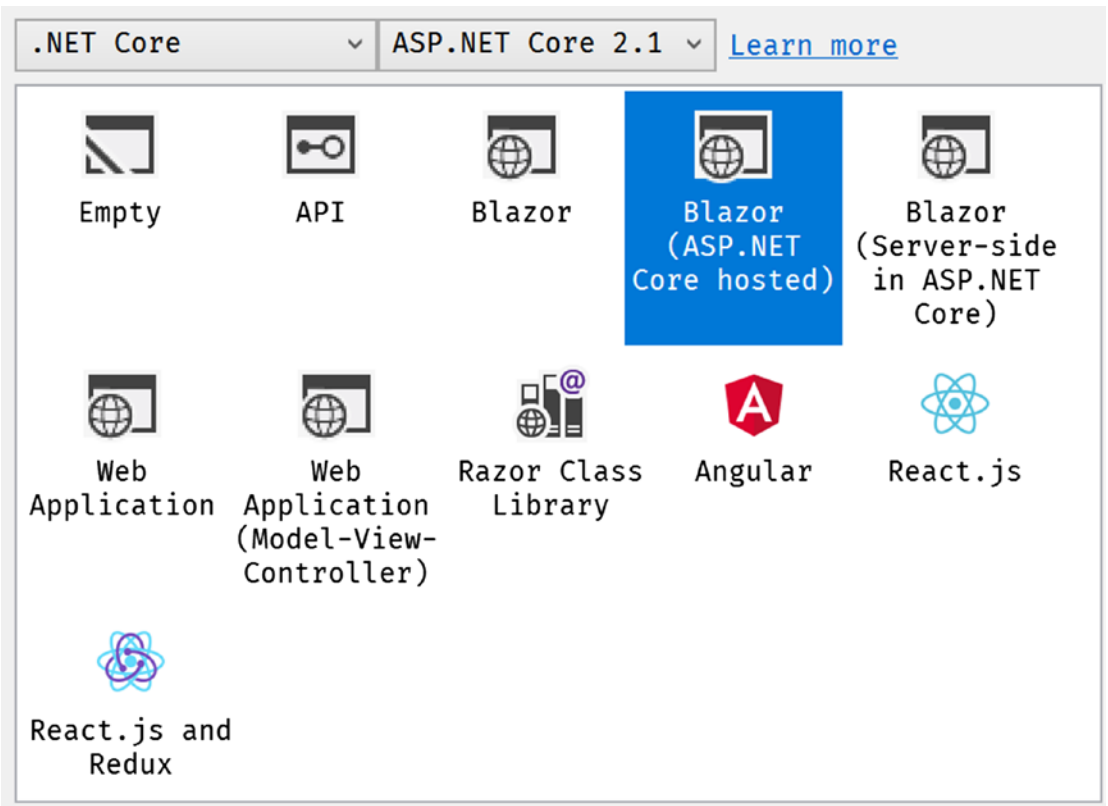 .NET Core
ASP.NET Core 2.1
Learn more
Empty
API
Blazor
Blazor
(ASP.NET
Core hosted)
Blazor
(Server-side
in ASP.NET
Core)
Web
Application
Web
Application
(Model-View-
Controller)
Razor Class
Library
Angular
React.js
React.js and
Redux